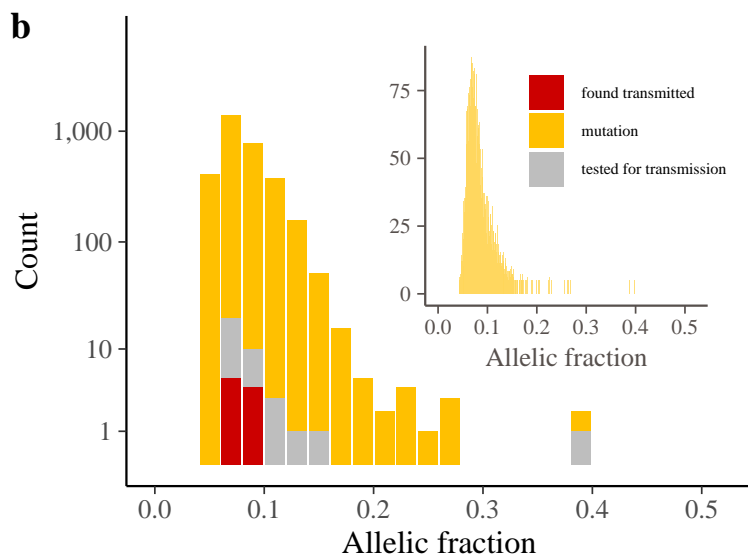 b
Count
1,000
100
10
1
0.0 0.1 0.2 0.3 0.4 0.5
Allelic fraction
75
50
25
0
0.0 0.1 0.2 0.3 0.4 0.5
Allelic fraction
found transmitted
mutation
tested for transmission